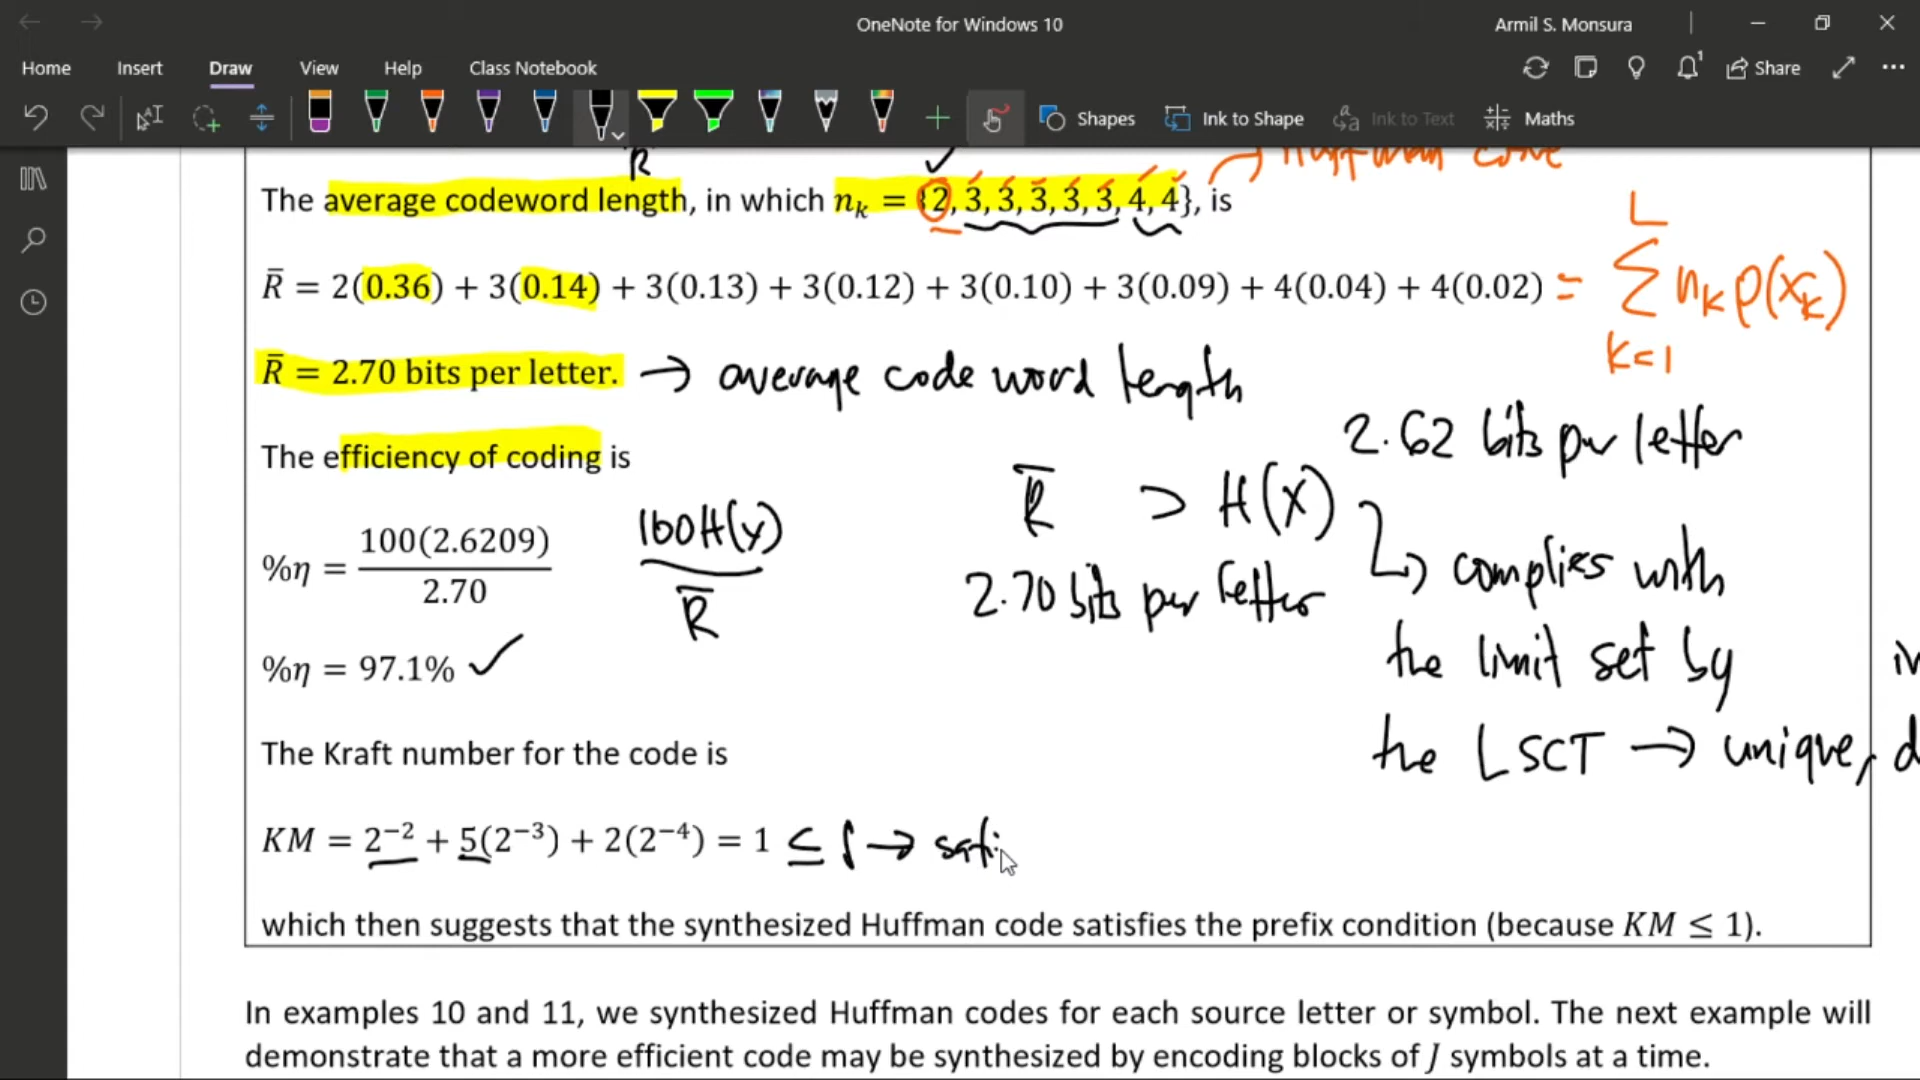 OneNote for Windows 10
Armil S. Monsura
Home Insert Draw View Help Class Notebook
Share
Shapes Ink to Shape Ink to Text Maths
R
Huffman code
The average codeword length, in which nₖ = {2, 3, 3, 3, 3, 3, 4, 4}, is
R̄ = 2(0.36) + 3(0.14) + 3(0.13) + 3(0.12) + 3(0.10) + 3(0.09) + 4(0.04) + 4(0.02) = L ∑ k=1 nₖ p(xₖ)
R̄ = 2.70 bits per letter. → average code word length
2.62 bits per letter
The efficiency of coding is
R̄ > H(X)
%η = 100(2.6209) / 2.70
100H(x) / R̄
2.70 bits per letter
complies with
the limit set by
the LSCT → unique,
%η = 97.1% ✓
The Kraft number for the code is
KM = 2⁻² + 5(2⁻³) + 2(2⁻⁴) = 1 ≤ 1 → sati
which then suggests that the synthesized Huffman code satisfies the prefix condition (because KM ≤ 1).
In examples 10 and 11, we synthesized Huffman codes for each source letter or symbol. The next example will
demonstrate that a more efficient code may be synthesized by encoding blocks of J symbols at a time.